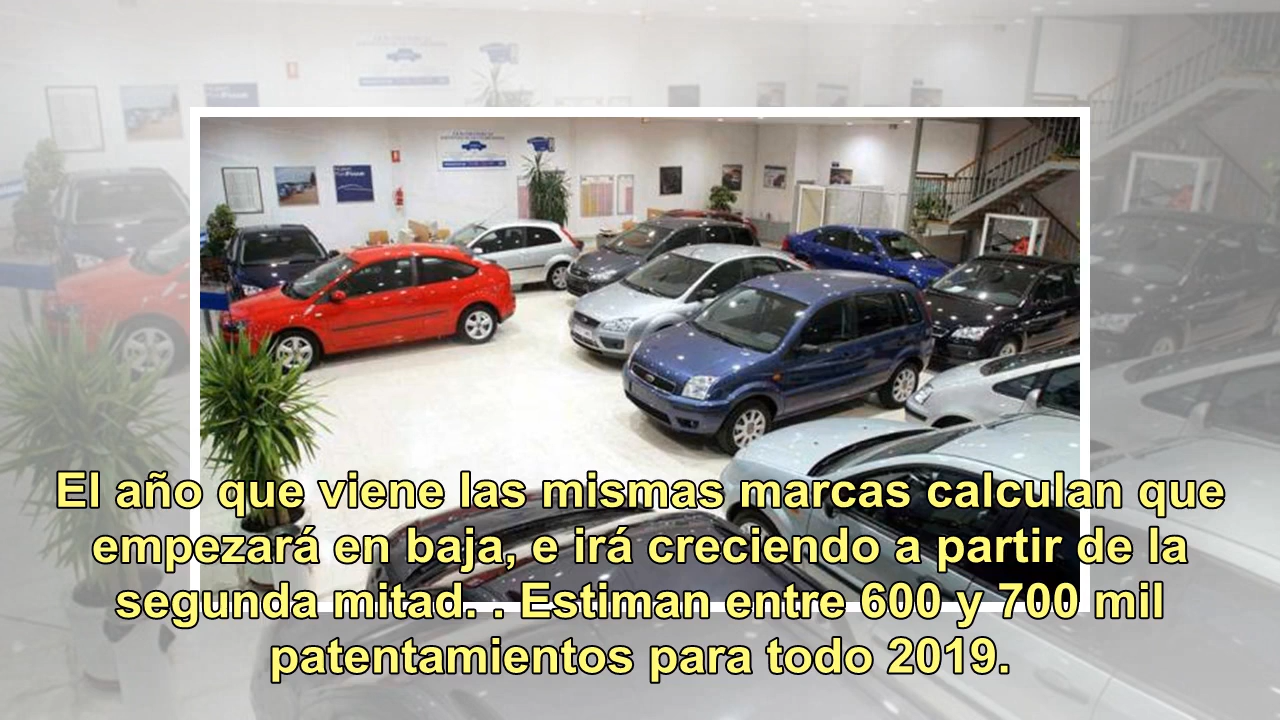 El año que viene las mismas marcas calculan que
empezará en baja, e irá creciendo a partir de la
segunda mitad. . Estiman entre 600 y 700 mil
patentamientos para todo 2019.